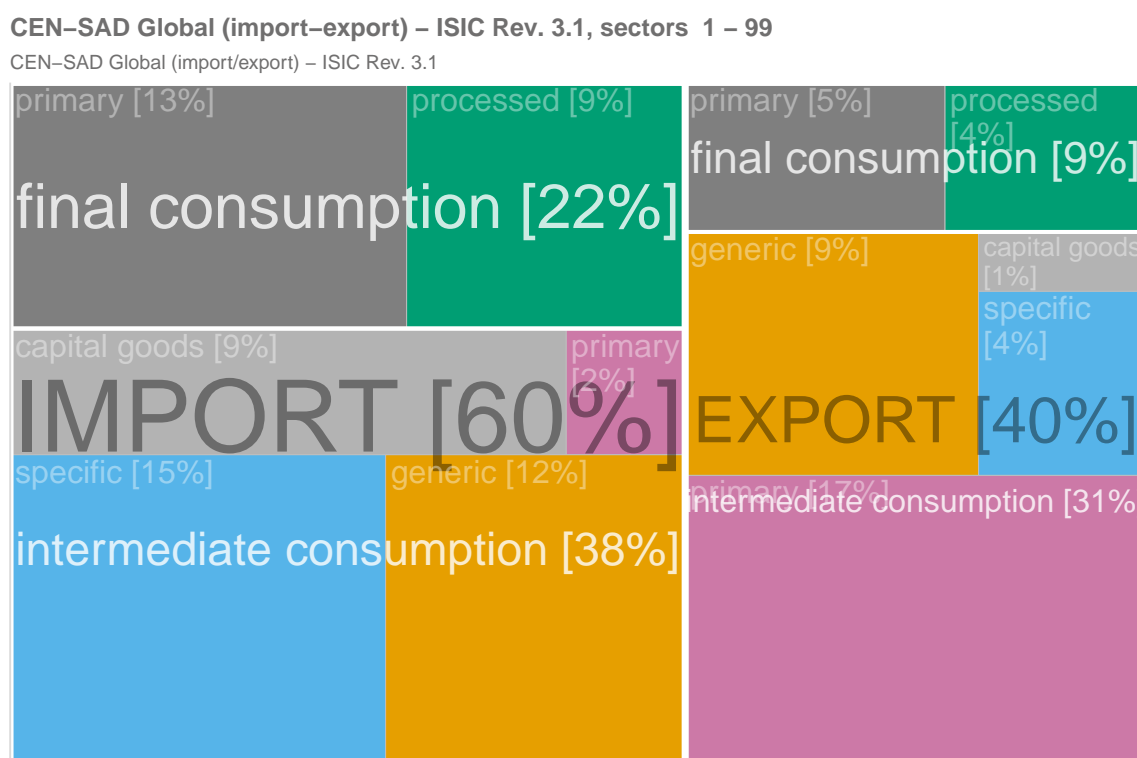 CEN−SAD Global (import−export) − ISIC Rev. 3.1, sectors 1 − 99
CEN−SAD Global (import/export) − ISIC Rev. 3.1
primary [13%]
processed [9%]
final consumption [22%]
capital goods [9%]
primary
[2%]
IMPORT [60%]
specific [15%]
generic [12%]
intermediate consumption [38%]
primary [5%]
processed
[4%]
final consumption [9%]
generic [9%]
capital goods
[1%]
specific
[4%]
EXPORT [40%]
primary [17%]
intermediate consumption [31%